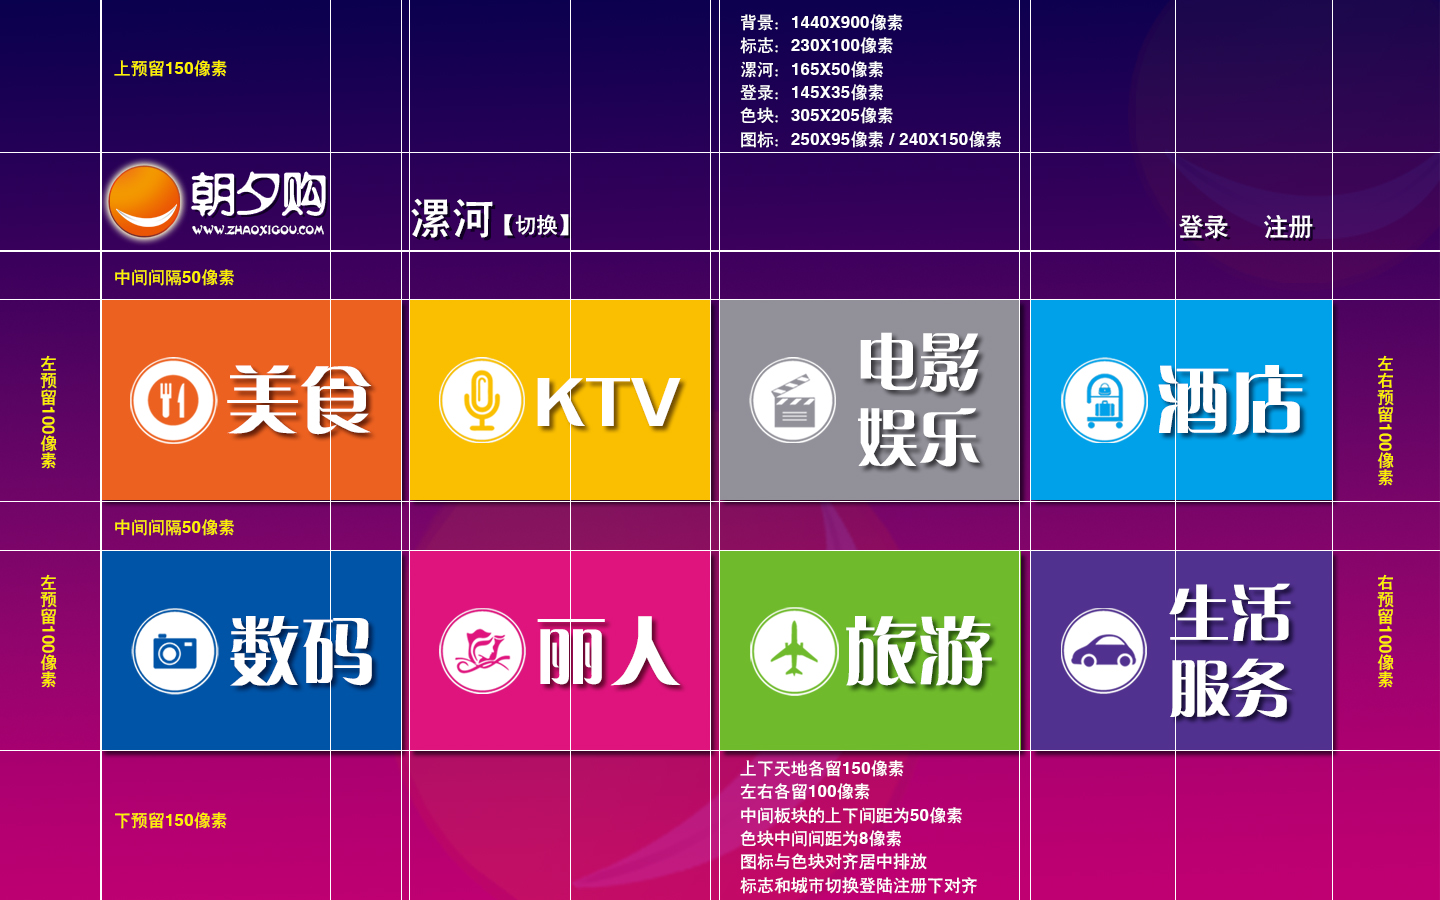 背景：1440X900像素
标志：230X100像素
漯河：165X50像素
登录：145X35像素
色块：305X205像素
图标：250X95像素 / 240X150像素
上预留150像素
朝夕购
WWW.ZHAOXIGOU.COM
漯河【切换】
登录 注册
中间间隔50像素
左预留100像素
美食
KTV
电影
娱乐
酒店
左右预留100像素
中间间隔50像素
左预留100像素
数码
丽人
旅游
生活
服务
右预留100像素
下预留150像素
上下天地各留150像素
左右各留100像素
中间板块的上下间距为50像素
色块中间间距为8像素
图标与色块对齐居中排放
标志和城市切换登陆注册下对齐